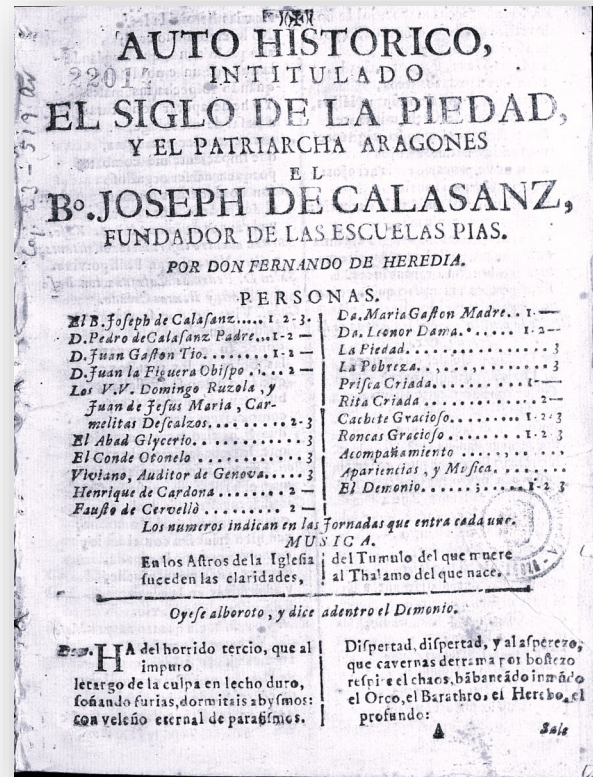 AUTO HISTORICO,
INTITULADO
EL SIGLO DE LA PIEDAD,
Y EL PATRIARCHA ARAGONES
EL
Bo. JOSEPH DE CALASANZ,
FUNDADOR DE LAS ESCUELAS PIAS.
POR DON FERNANDO DE HEREDIA.
PERSONAS.
El B. Joseph de Calasanz..... 1. 2-3.
D. Pedro de Calasanz Padre...1-2 —
D. Juan Gaston Tio.........1-2 —
D. Juan la Figuera Obispo .....2 —
Los V.V. Domingo Ruzola, y
Juan de Jesus Maria, Car-
melitas Descalzos.........2-3
El Abad Glycerio............3
El Conde Otonelo ...........3
Viviano, Auditor de Genova.....3
Henrique de Cardona ........2 —
Fausto de Cervellò .........2 —
Da. Maria Gaston Madre..1.—
Da. Leonor Dama.......1-2—
La Piedad.............3
La Pobreza............3
Prisca Criada.........1—
Rita Criada ..........2—
Cachete Gracioso........1-2-3
Roncas Gracioso ........1-2 3
Acompañamiento ........
Apariencias, y Musica........
El Demonio..........1-2 3
Los numeros indican en las Jornadas que entra cada uno.
MUSICA.
En los Astros de la Iglesia
suceden las claridades,
del Tumulo del que muere
al Thalamo del que nace.
Oyese alboroto, y dice adentro el Demonio.
Dem. HA del horrido tercio, que al
impuro
letargo de la culpa en lecho duro,
soñando furias, dormitais abysmos:
con veleño eternal de parasismos.
Dispertad, dispertad, y al asperezo,
que cavernas derrama por bostezo
respire el chaos, babeando inmūdo
el Orco, el Barathro, el Herebo, el
profundo:
A
Sale